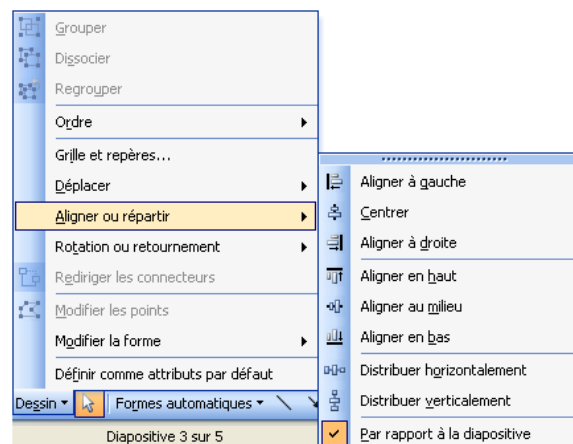 Grouper
Dissocier
Regrouper
Ordre
Grille et repères...
Déplacer
Aligner ou répartir
Rotation ou retournement
Rediriger les connecteurs
Modifier les points
Modifier la forme
Définir comme attributs par défaut
Dessin
Formes automatiques
Diapositive 3 sur 5
Aligner à gauche
Centrer
Aligner à droite
Aligner en haut
Aligner au milieu
Aligner en bas
Distribuer horizontalement
Distribuer verticalement
Par rapport à la diapositive